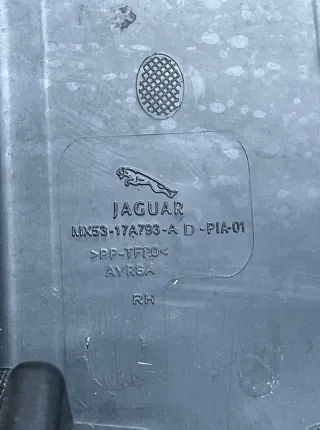 JAGUAR
MX53-17A793-A D -PIA-01
>PP-TF20<
AYRSA
RH